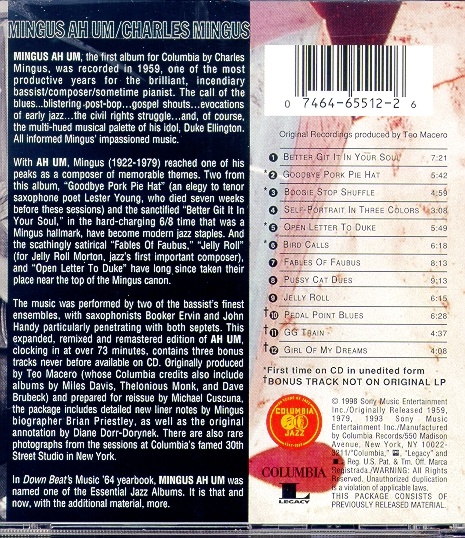 MINGUS AH UM/CHARLES MINGUS
MINGUS AH UM, the first album for Columbia by Charles
Mingus, was recorded in 1959, one of the most
productive years for the brilliant, incendiary
bassist/composer/sometime pianist. The call of the
blues...blistering post-bop...gospel shouts...evocations
of early jazz...the civil rights struggle...and, of course,
the multi-hued musical palette of his idol, Duke Ellington.
All informed Mingus' impassioned music.
With AH UM, Mingus (1922-1979) reached one of his
peaks as a composer of memorable themes. Two from
this album, “Goodbye Pork Pie Hat” (an elegy to tenor
saxophone poet Lester Young, who died seven weeks
before these sessions) and the sanctified “Better Git It In
Your Soul,” in the hard-charging 6/8 time that was a
Mingus hallmark, have become modern jazz staples. And
the scathingly satirical “Fables Of Faubus,” “Jelly Roll”
(for Jelly Roll Morton, jazz's first important composer),
and “Open Letter To Duke” have long since taken their
place near the top of the Mingus canon.
The music was performed by two of the bassist's finest
ensembles, with saxophonists Booker Ervin and John
Handy particularly penetrating with both septets. This
expanded, remixed and remastered edition of AH UM,
clocking in at over 73 minutes, contains three bonus
tracks never before available on CD. Originally produced
by Teo Macero (whose Columbia credits also include
albums by Miles Davis, Thelonious Monk, and Dave
Brubeck) and prepared for reissue by Michael Cuscuna,
the package includes detailed new liner notes by Mingus
biographer Brian Priestley, as well as the original
annotation by Diane Dorr-Dorynek. There are also rare
photographs from the sessions at Columbia's famed 30th
Street Studio in New York.
In Down Beat's Music '64 yearbook, MINGUS AH UM was
named one of the Essential Jazz Albums. It is that and
now, with the additional material, more.
0 7464-65512-2 6
Original Recordings produced by Teo Macero
1 BETTER GIT IT IN YOUR SOUL 7:21
*2 GOODBYE PORK PIE HAT 5:42
*3 BOOGIE STOP SHUFFLE 4:59
4 SELF-PORTRAIT IN THREE COLORS 3:08
*5 OPEN LETTER TO DUKE 5:49
*6 BIRD CALLS 6:18
7 FABLES OF FAUBUS 8:13
*8 PUSSY CAT DUES 9:13
*9 JELLY ROLL 6:15
†10 PEDAL POINT BLUES 6:28
†11 GG TRAIN 4:37
†12 GIRL OF MY DREAMS 4:08
*First time on CD in unedited form
†BONUS TRACK NOT ON ORIGINAL LP
COLUMBIA
JAZZ
COLUMBIA
LEGACY
© 1998 Sony Music Entertainment
Inc./Originally Released 1959,
1979, 1993 Sony Music
Entertainment Inc./Manufactured
by Columbia Records/550 Madison
Avenue, New York, NY 10022-
3211/"Columbia," , "Legacy" and
Reg. U.S. Pat. & Tm. Off. Marca
Registrada./WARNING: All Rights
Reserved. Unauthorized duplication
is a violation of applicable laws.
THIS PACKAGE CONSISTS OF
PREVIOUSLY RELEASED MATERIAL.